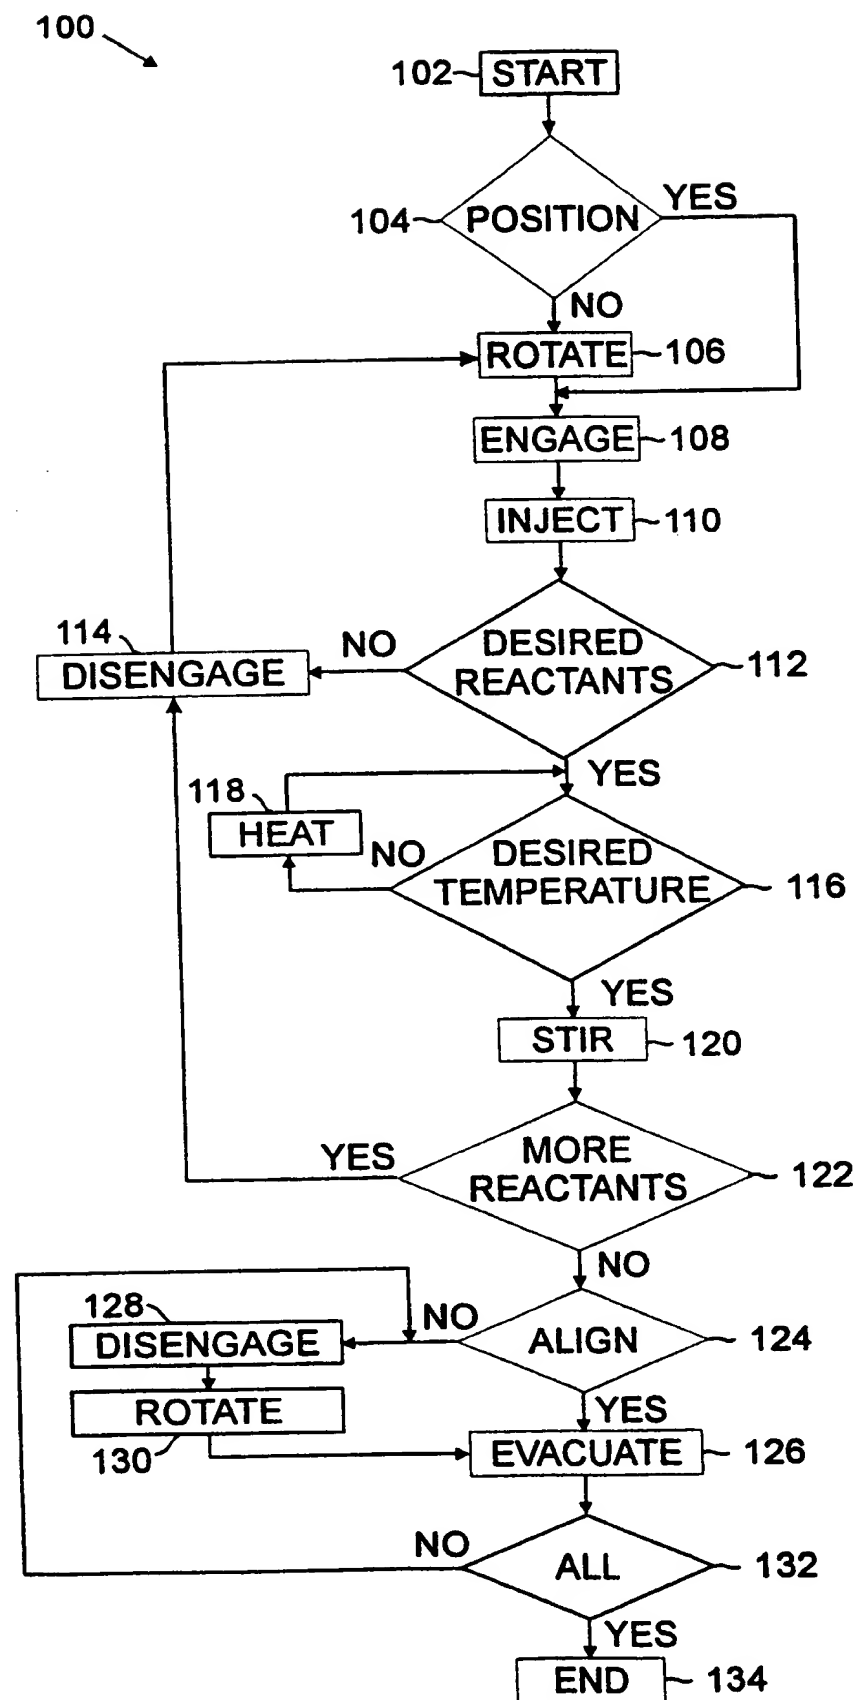 100
102 START
104 POSITION YES
NO
ROTATE 106
ENGAGE 108
INJECT 110
114 NO DESIRED
DISENGAGE REACTANTS 112
YES
118
HEAT NO DESIRED
TEMPERATURE 116
YES
STIR 120
YES MORE
REACTANTS 122
NO
128 NO
DISENGAGE ALIGN 124
ROTATE YES
130 EVACUATE 126
NO ALL 132
YES
END 134